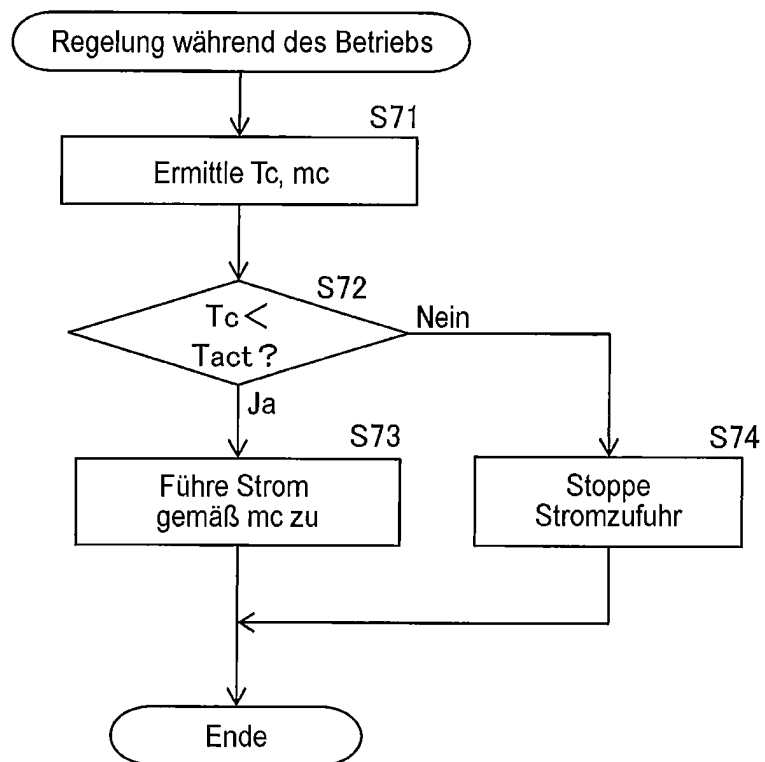 Regelung während des Betriebs
S71
Ermittle Tc, mc
S72
Tc <
Tact ?
Nein
Ja
S73
Führe Strom
gemäß mc zu
S74
Stoppe
Stromzufuhr
Ende